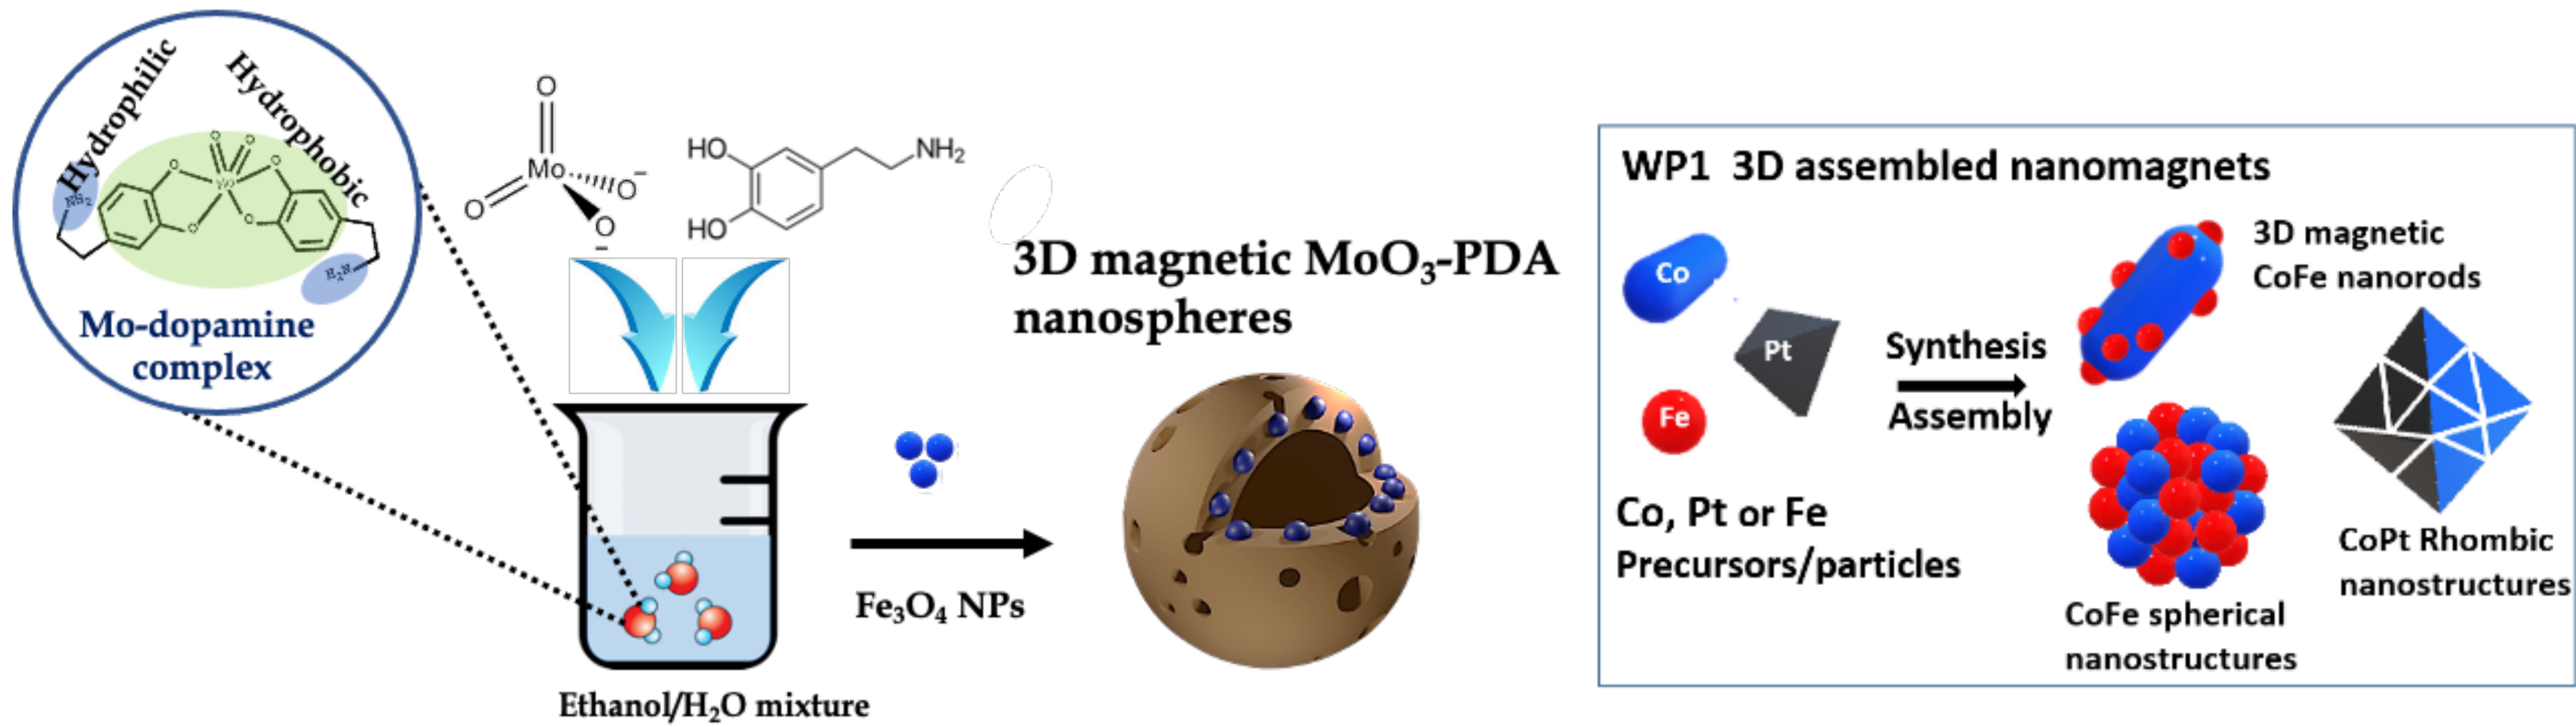 Hydrophilic
Hydrophobic
NH₂
H₂N
Mo-dopamine
complex
O
Mo
O
O⁻
O
−
HO
HO
NH₂
3D magnetic MoO₃-PDA
nanospheres
Fe₃O₄ NPs
Ethanol/H₂O mixture
WP1 3D assembled nanomagnets
Co
Pt
Fe
Co, Pt or Fe
Precursors/particles
Synthesis
Assembly
3D magnetic
CoFe nanorods
CoFe spherical
nanostructures
CoPt Rhombic
nanostructures